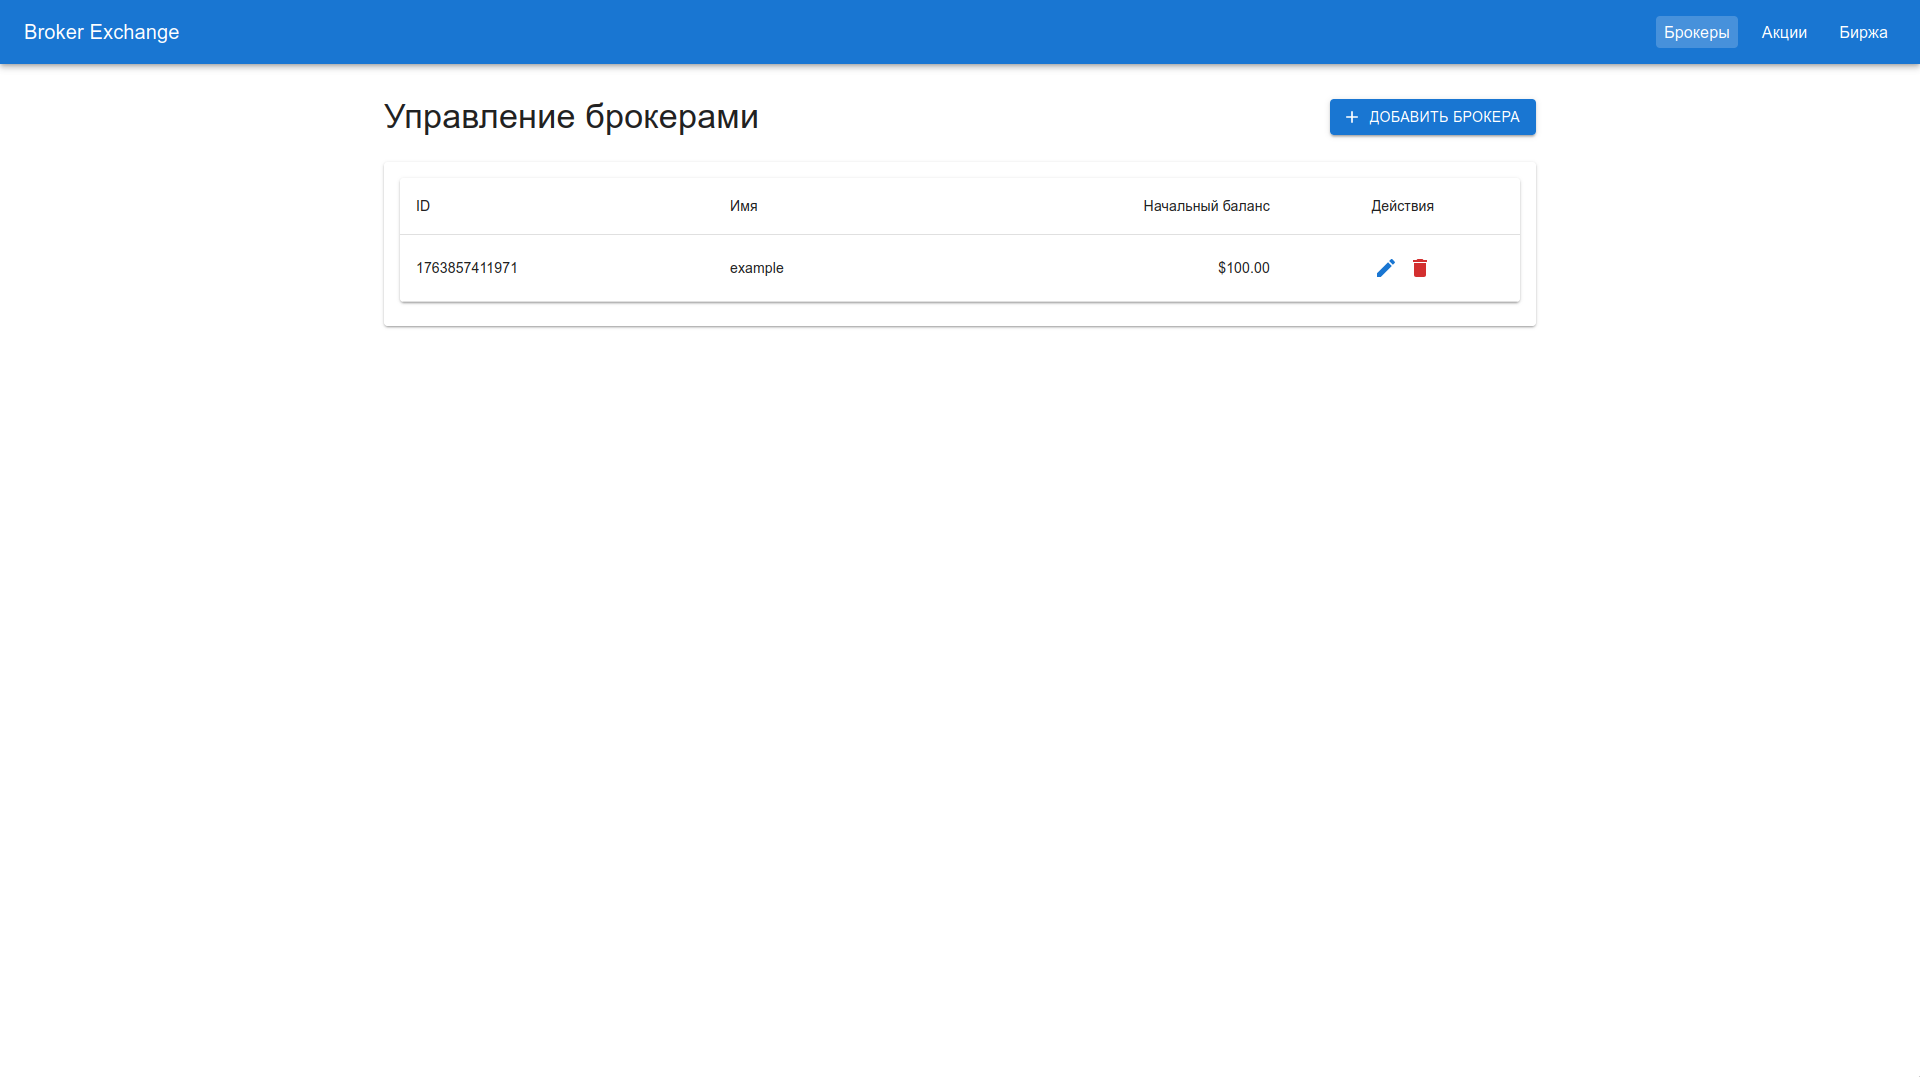 Broker Exchange
Брокеры Акции Биржа
Управление брокерами
ДОБАВИТЬ БРОКЕРА
ID Имя Начальный баланс Действия
1763857411971 example $100.00